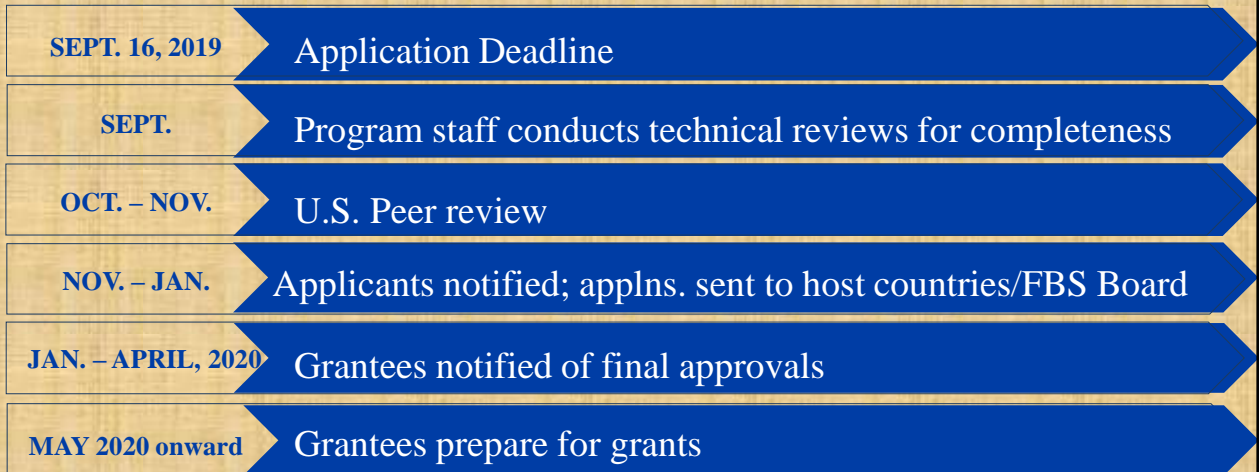 SEPT. 16, 2019
Application Deadline
SEPT.
Program staff conducts technical reviews for completeness
OCT. – NOV.
U.S. Peer review
NOV. – JAN.
Applicants notified; applns. sent to host countries/FBS Board
JAN. – APRIL, 2020
Grantees notified of final approvals
MAY 2020 onward
Grantees prepare for grants